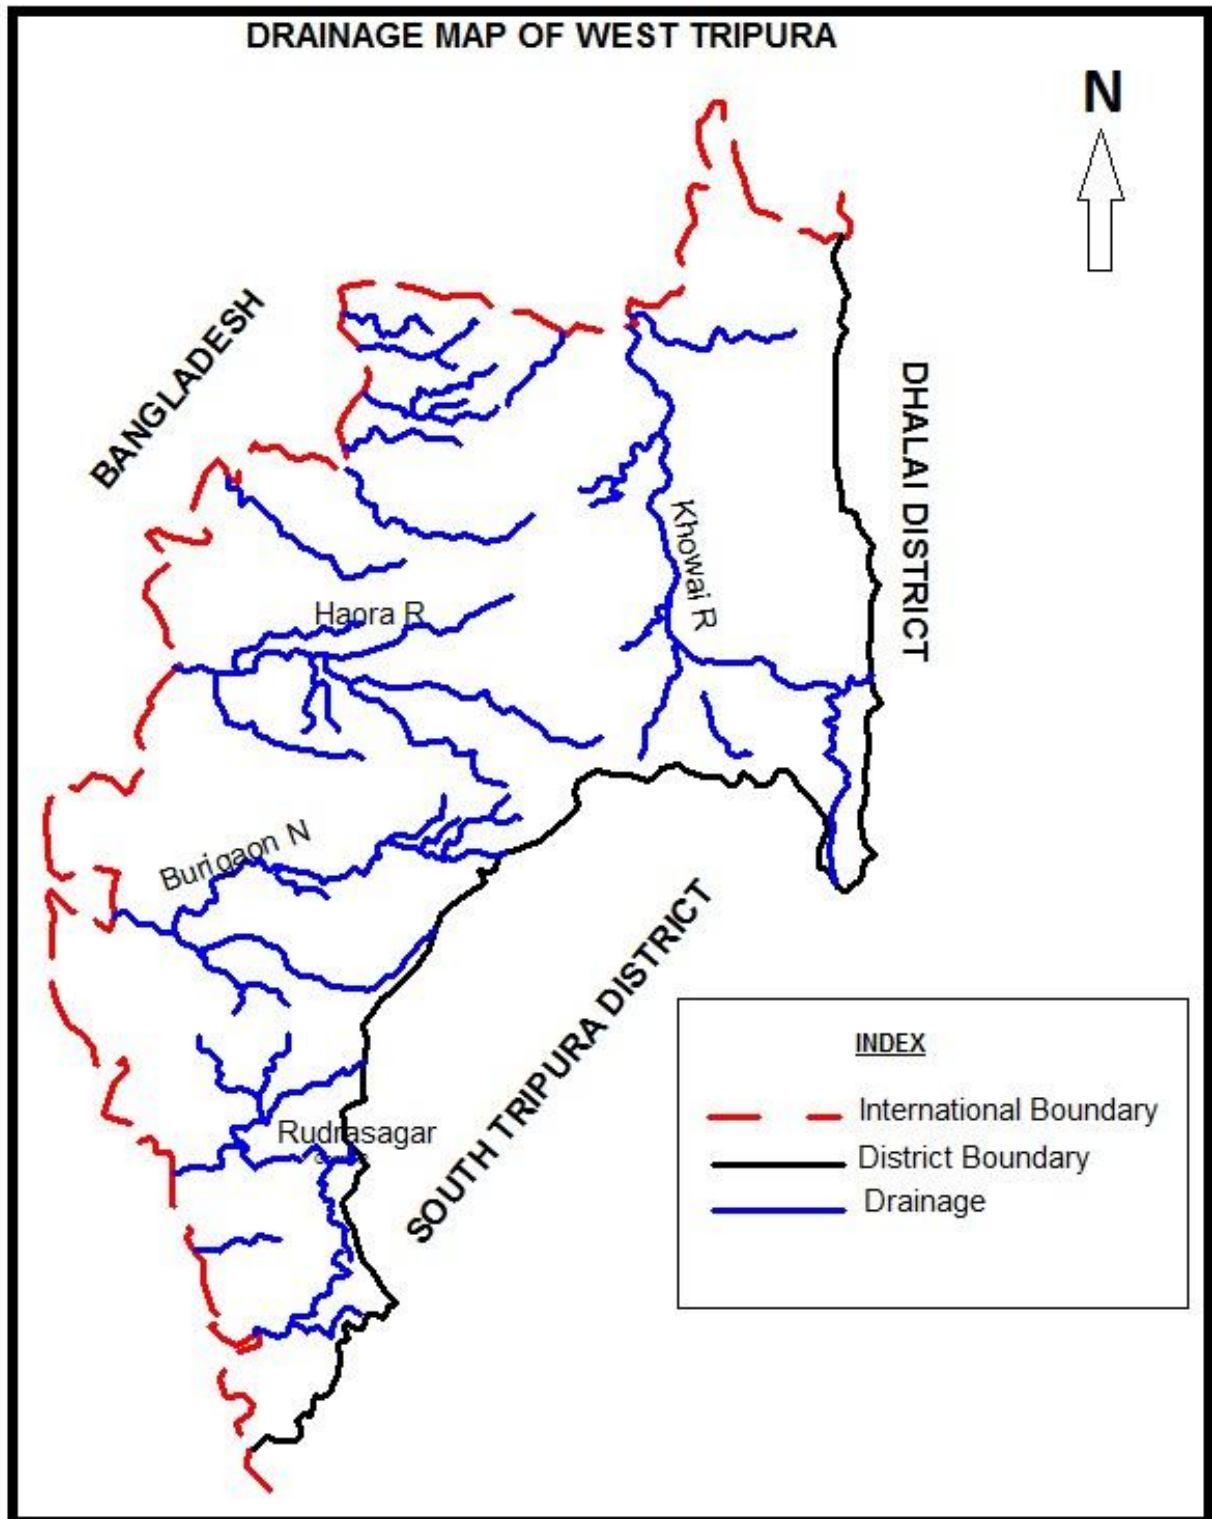 DRAINAGE MAP OF WEST TRIPURA
N
BANGLADESH
DHALAI DISTRICT
Khowai R
Haora R
Burigaon N
SOUTH TRIPURA DISTRICT
Rudrasagar
INDEX
International Boundary
District Boundary
Drainage